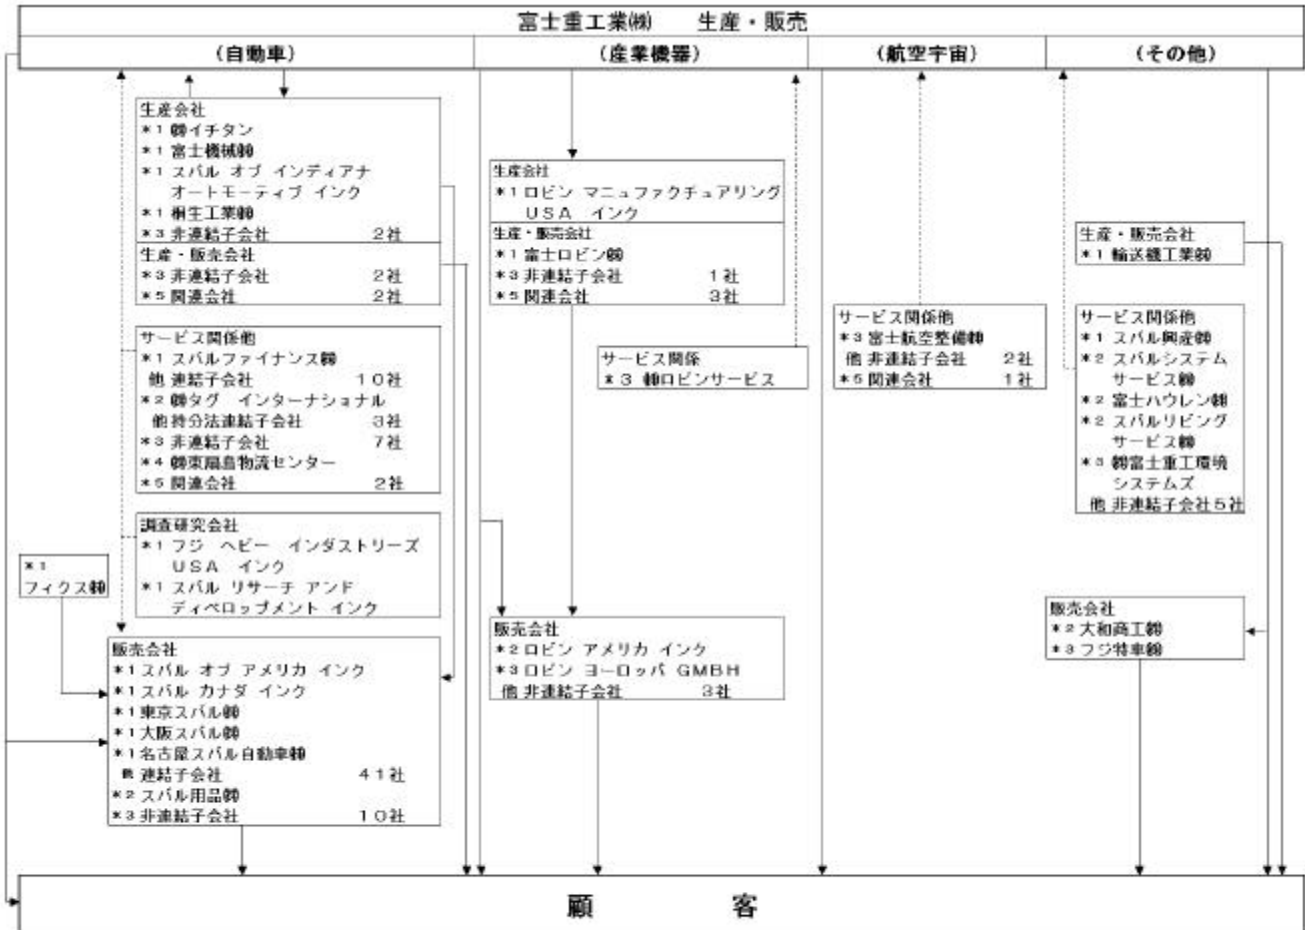 富士重工業㈱　生産・販売
（自動車）
（産業機器）
（航空宇宙）
（その他）
生産会社
＊1 ㈱イチタン
＊1 富士機械㈱
＊1 スバル オブ インディアナ
オートモーティブ インク
＊1 桐生工業㈱
＊3 非連結子会社　2社
生産・販売会社
＊3 非連結子会社　2社
＊5 関連会社　2社
サービス関係他
＊1 スバルファイナンス㈱
他 連結子会社　10社
＊2 ㈱タグ インターナショナル
他 持分法連結子会社　3社
＊3 非連結子会社　7社
＊4 ㈱東扇島物流センター
＊5 関連会社　2社
調査研究会社
＊1 フジ ヘビー インダストリーズ
USA インク
＊1 スバル リサーチ アンド
ディベロップメント インク
＊1
フィクス㈱
販売会社
＊1 スバル オブ アメリカ インク
＊1 スバル カナダ インク
＊1 東京スバル㈱
＊1 大阪スバル㈱
＊1 名古屋スバル自動車㈱
他 連結子会社　41社
＊2 スバル用品㈱
＊3 非連結子会社　10社
生産会社
＊1 ロビン マニュファクチュアリング
USA インク
生産・販売会社
＊1 富士ロビン㈱
＊3 非連結子会社　1社
＊5 関連会社　3社
サービス関係
＊3 ㈱ロビンサービス
販売会社
＊2 ロビン アメリカ インク
＊3 ロビン ヨーロッパ GMBH
他 非連結子会社　3社
サービス関係他
＊3 富士航空整備㈱
他 非連結子会社　2社
＊5 関連会社　1社
生産・販売会社
＊1 輸送機工業㈱
サービス関係他
＊1 スバル興産㈱
＊2 スバルシステム
サービス㈱
＊2 富士ハウレン㈱
＊2 スバルリビング
サービス㈱
＊3 ㈱富士重工環境
システムズ
他 非連結子会社5社
販売会社
＊2 大和商工㈱
＊3 フジ特車㈱
顧　客